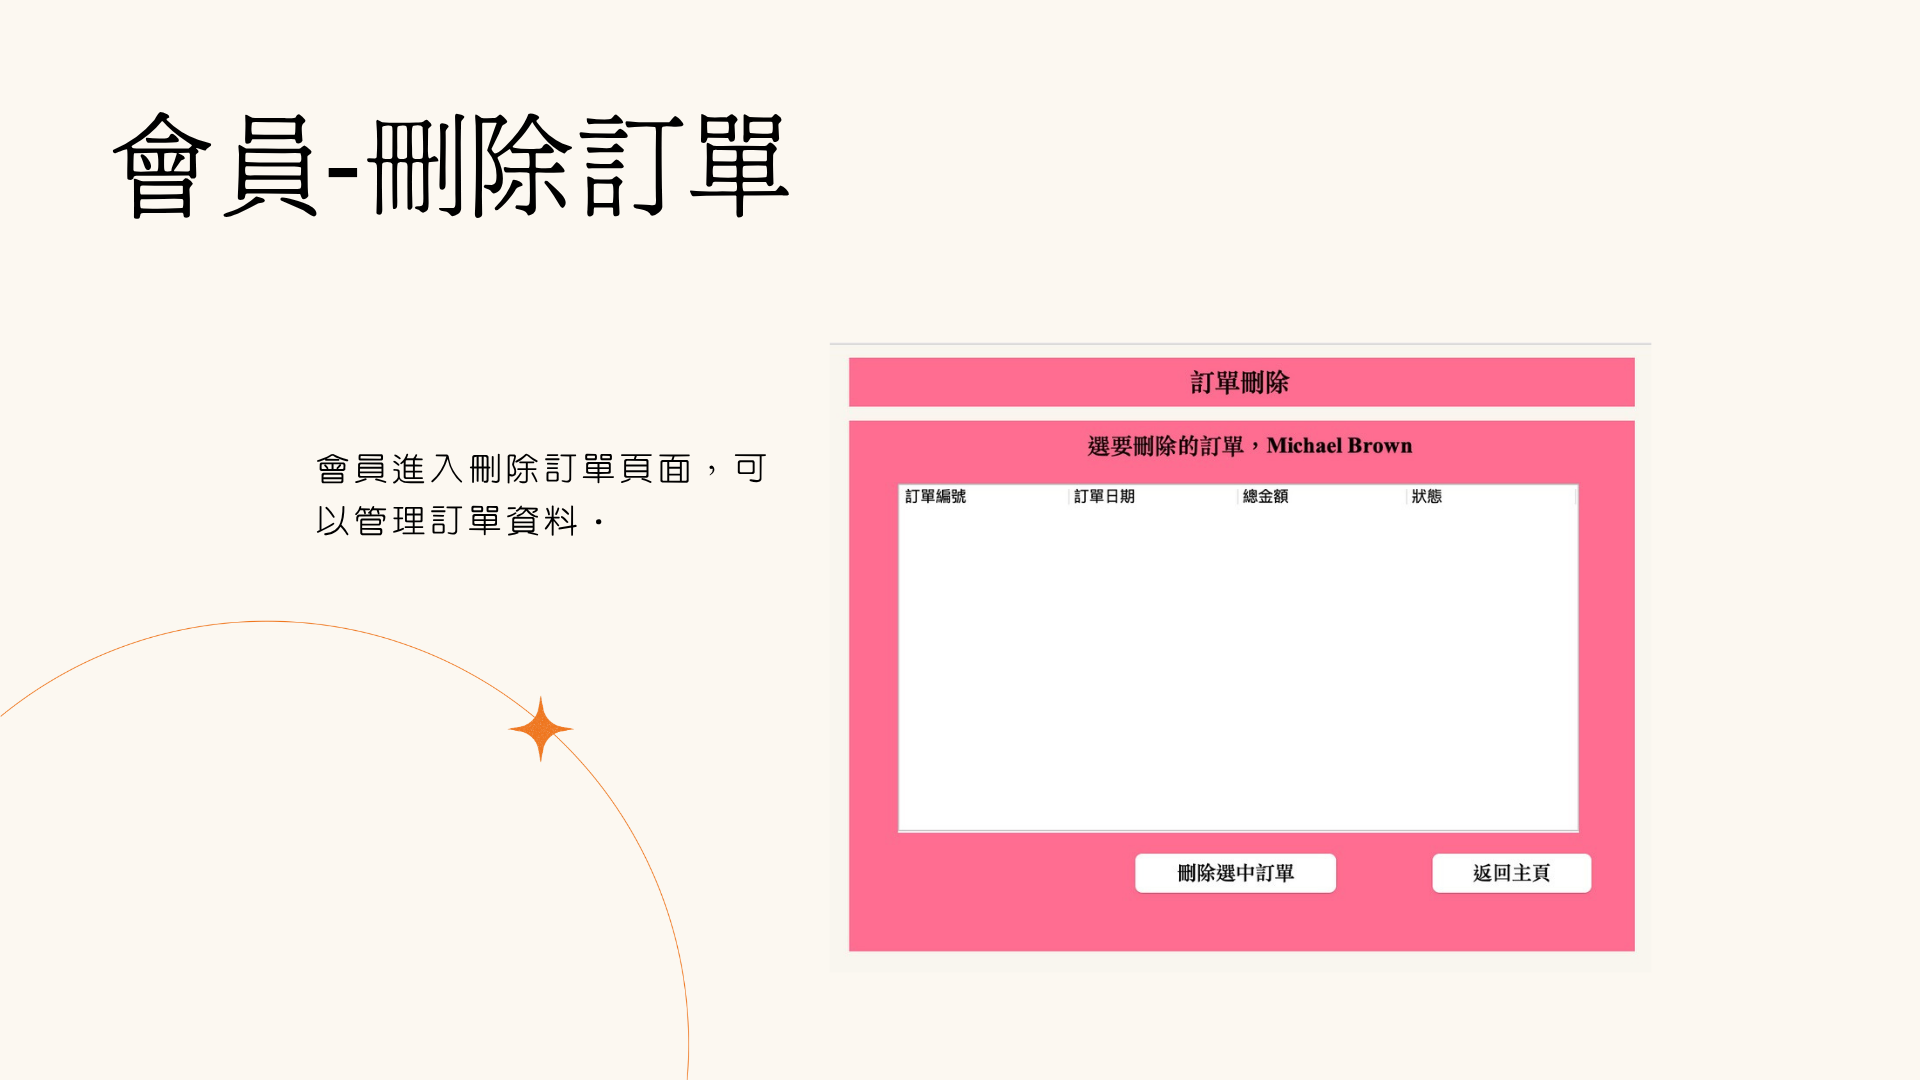 會員-刪除訂單
會員進入刪除訂單頁面，可
以管理訂單資料．
訂單刪除
選要刪除的訂單，Michael Brown
訂單編號 訂單日期 總金額 狀態
刪除選中訂單 返回主頁